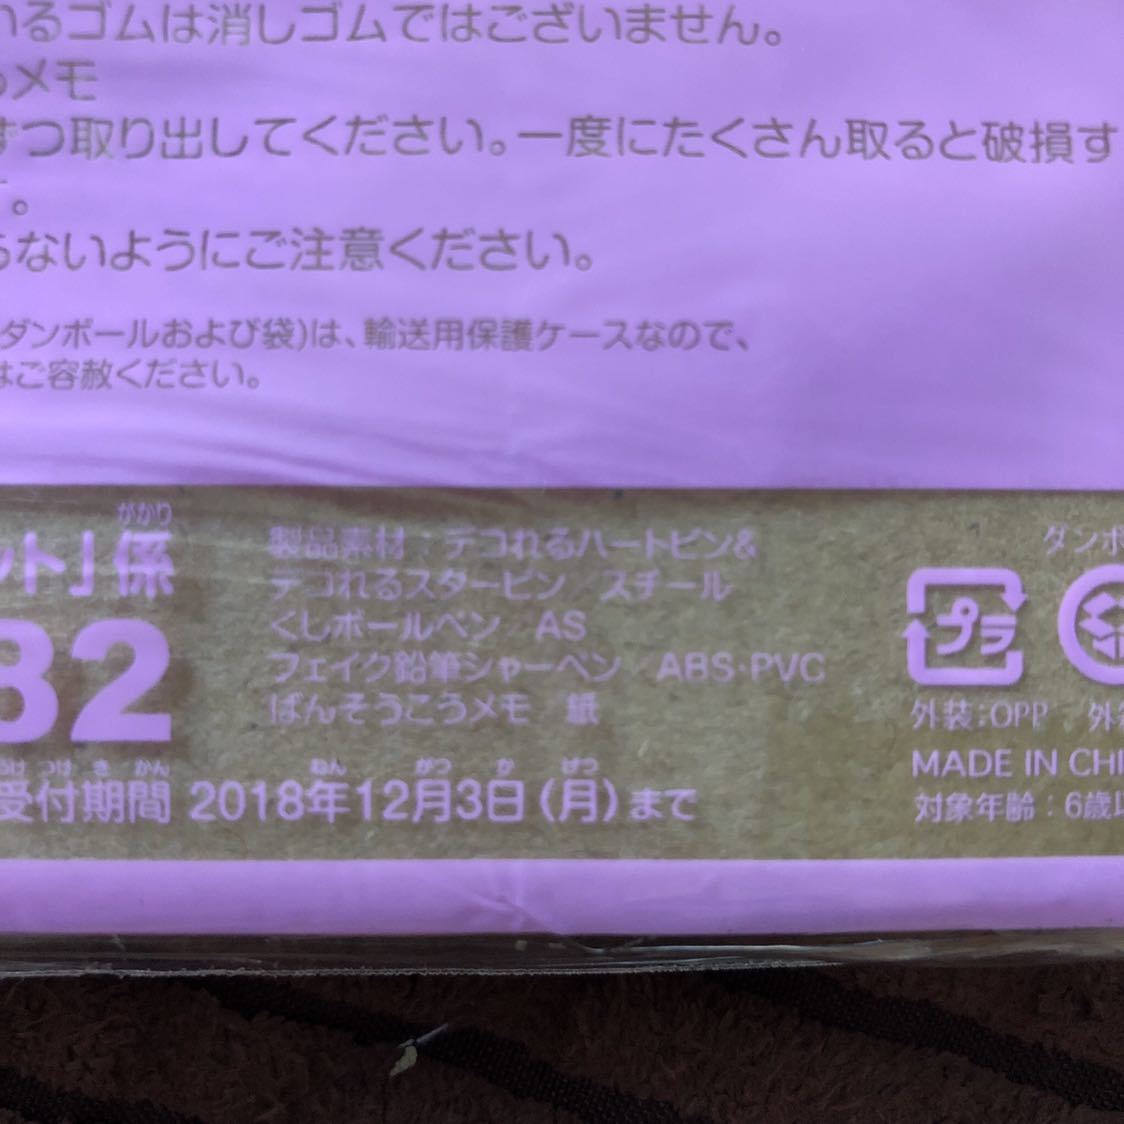 いるゴムは消しゴムではございません。
うメモ
ずつ取り出してください。一度にたくさん取ると破損す
す。
らないようにご注意ください。
ダンボールおよび袋)は、輸送用保護ケースなので、
はご容赦ください。
がかり
ット」係
32
製品素材：デコれるハートピン&
デコれるスターピン　スチール
くしボールペン　AS
フェイク鉛筆シャーペン　ABS・PVC
ばんそうこうメモ　紙
うけ つけ き かん ねん がつ か げつ
受付期間 2018年12月3日（月）まで
ダンボ
プラ
外装:OPP 外装
MADE IN CHI
対象年齢：6歳以